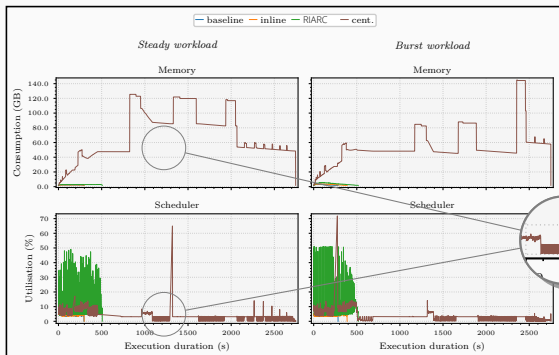 baseline inline RIARC cent.
Steady workload Burst workload
Memory Memory
Consumption (GB)
140.0
120.0
100.0
80.0
60.0
40.0
20.0
0.0
Scheduler Scheduler
Utilisation (%)
70
60
50
40
30
20
10
0
0 500 1000 1500 2000 2500 0 500 1000 1500 2000 2500
Execution duration (s) Execution duration (s)